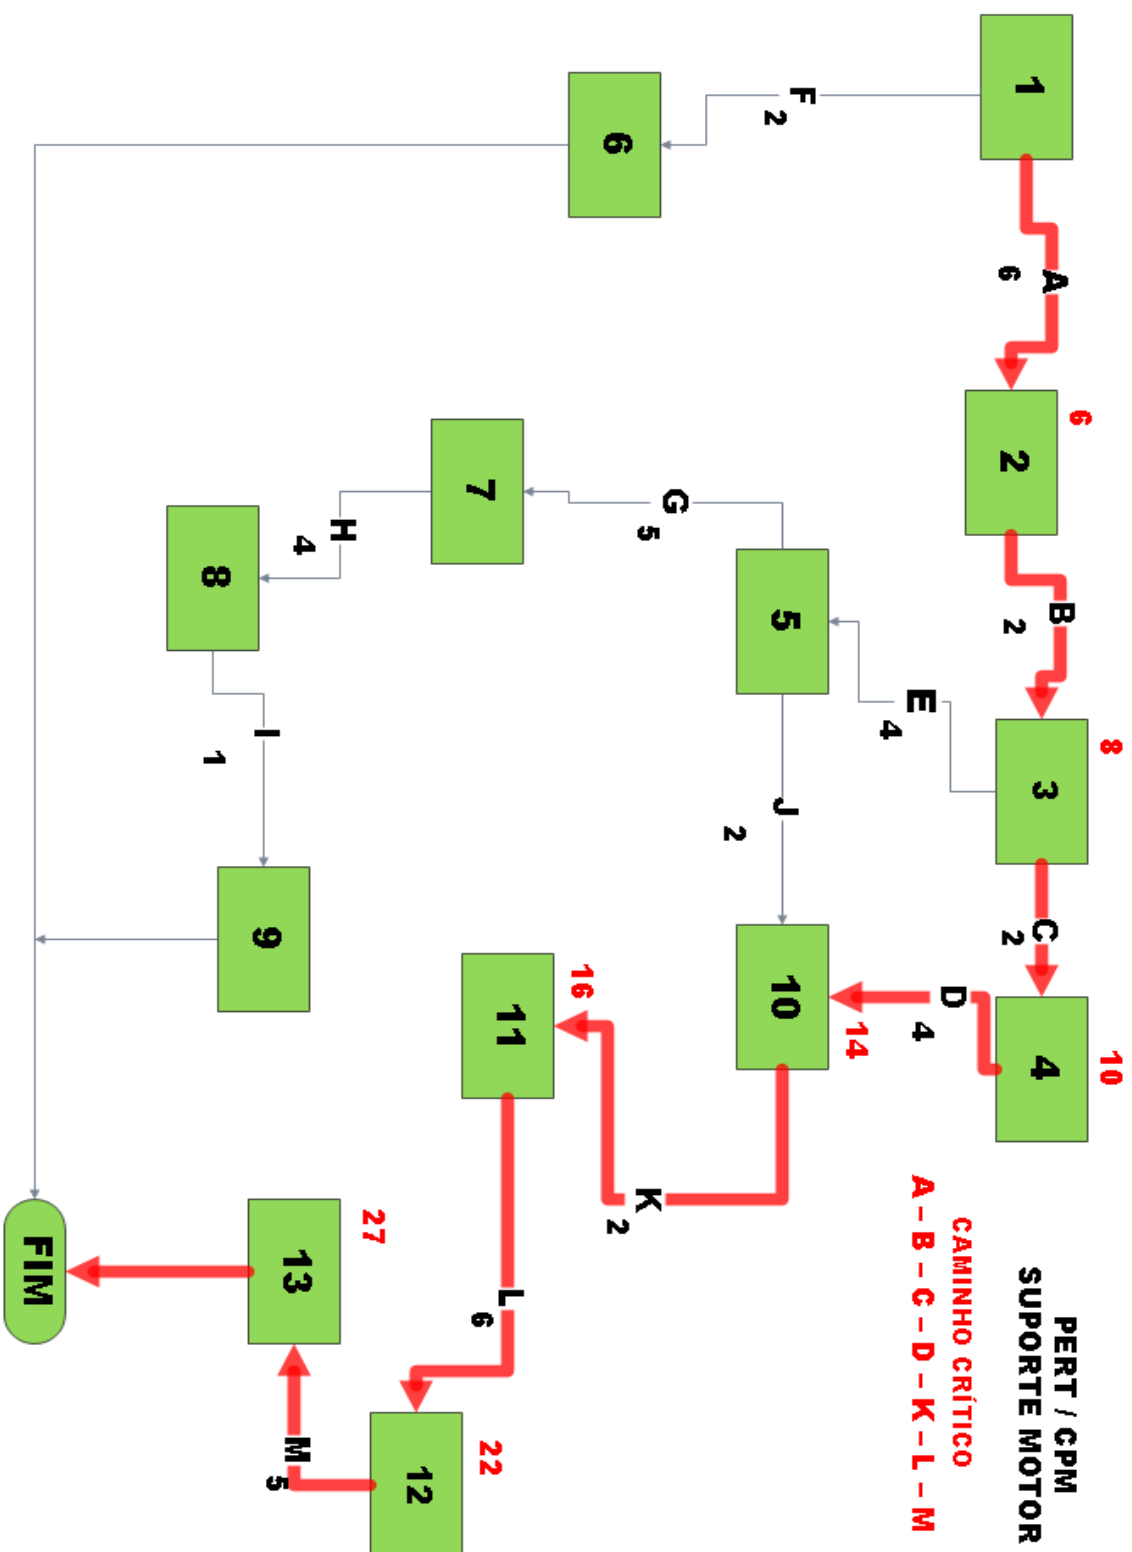 PERT / CPM
SUPORTE MOTOR
CAMINHO CRÍTICO
A – B – C – D – K – L – M
6
8
10
1
A
6
2
B
2
3
C
2
4
F
2
E
4
D
4
14
6
5
J
2
10
G
5
K
2
16
7
11
L
6
22
H
4
12
8
I
1
9
27
13
M
5
FIM